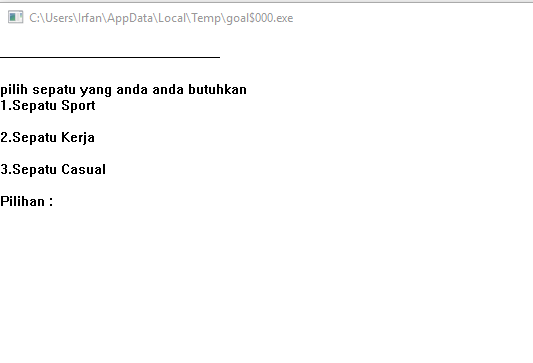 C:\Users\Irfan\AppData\Local\Temp\goal$000.exe
pilih sepatu yang anda anda butuhkan
1.Sepatu Sport
2.Sepatu Kerja
3.Sepatu Casual
Pilihan :